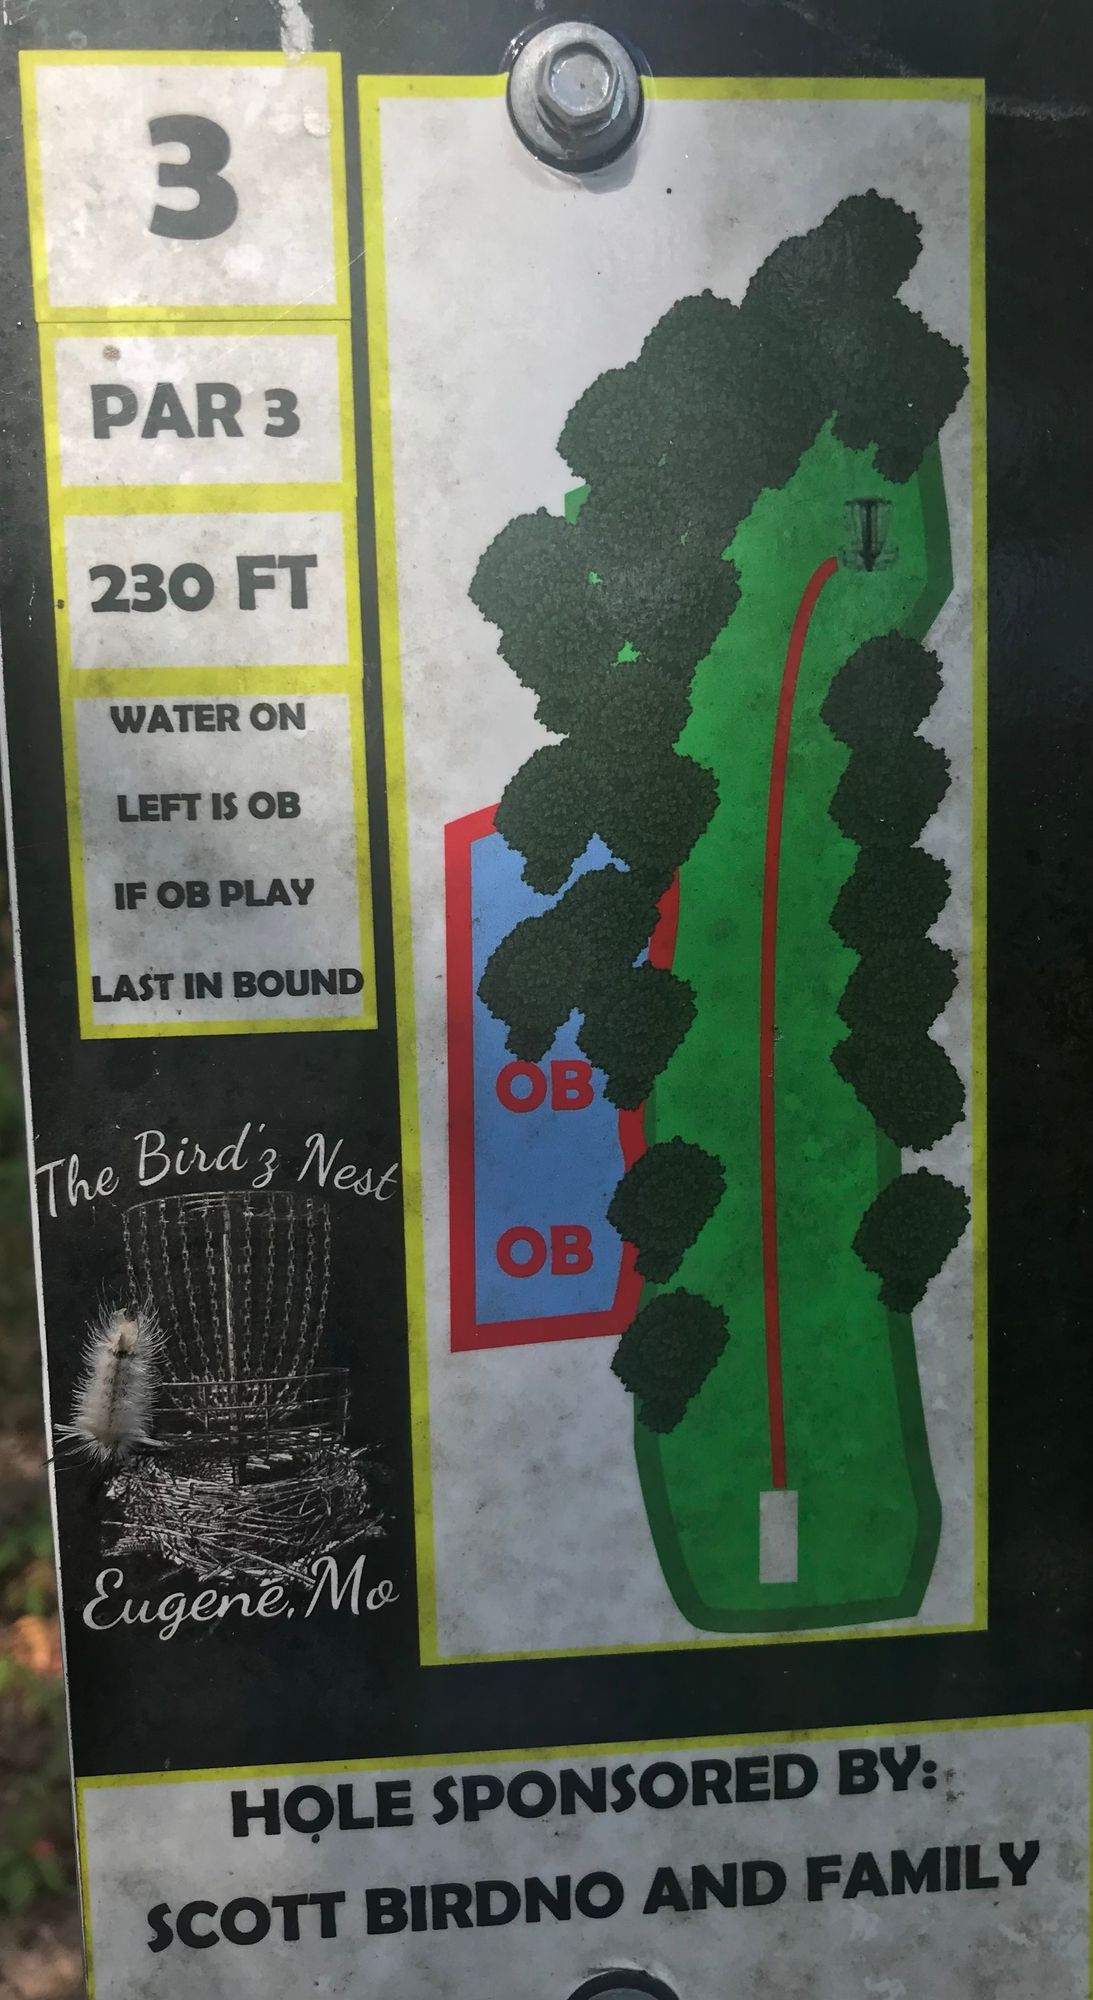 3
PAR 3
230 FT
WATER ON
LEFT IS OB
IF OB PLAY
LAST IN BOUND
OB
OB
The Bird'z Nest
Eugene, Mo
HOLE SPONSORED BY:
SCOTT BIRDNO AND FAMILY